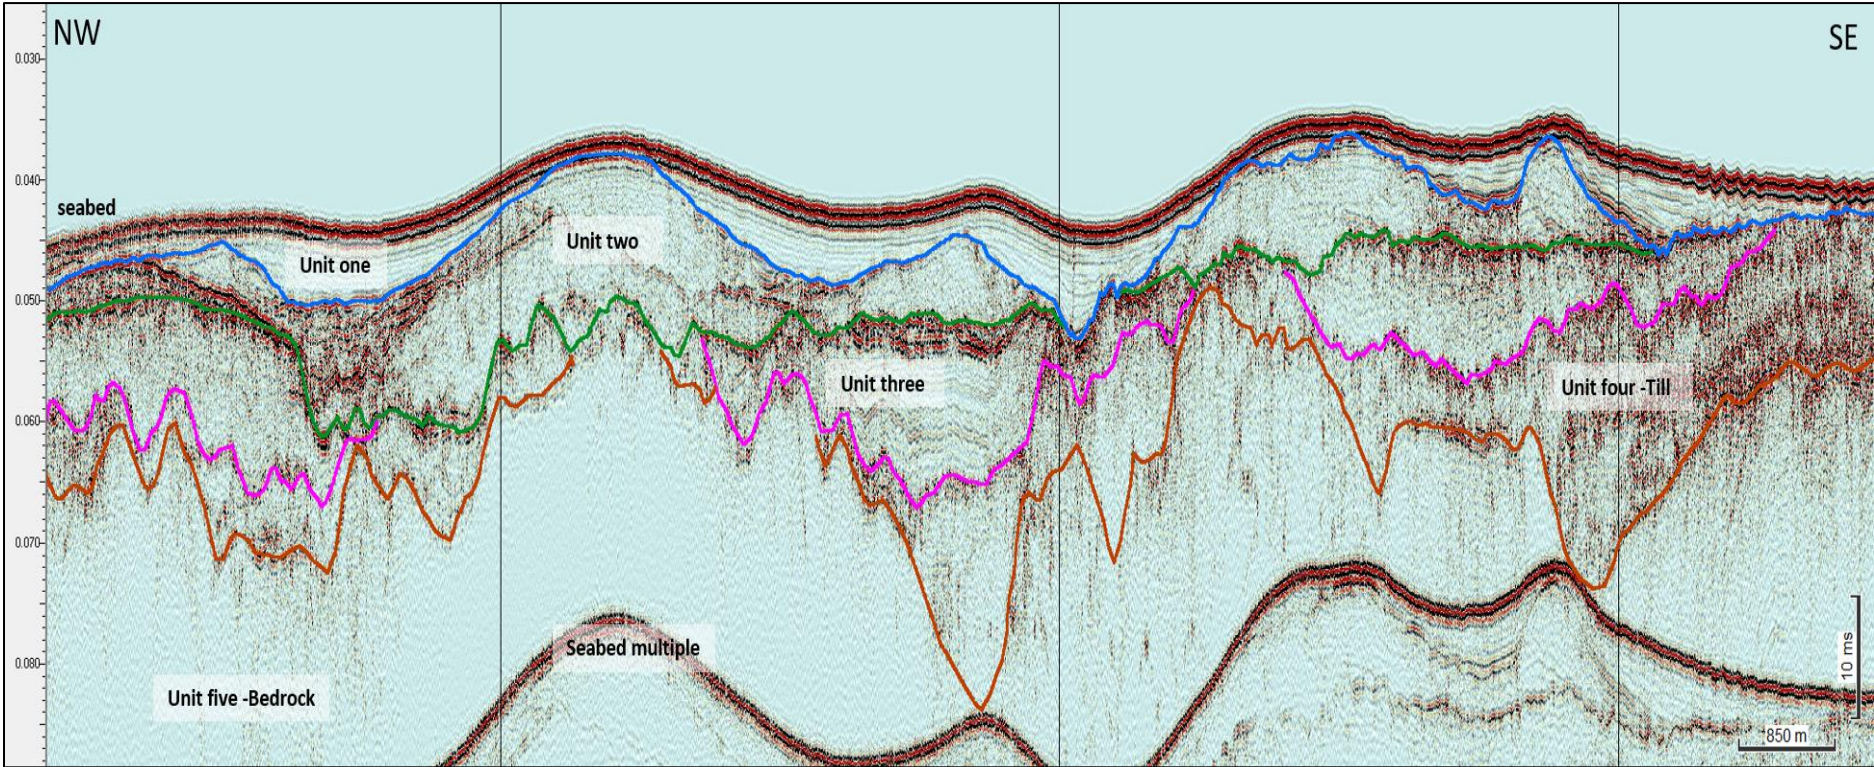 NW
SE
0.030
0.040
seabed
Unit two
Unit one
0.050
Unit three
Unit four -Till
0.060
0.070
Seabed multiple
0.080
10 ms
Unit five -Bedrock
850 m